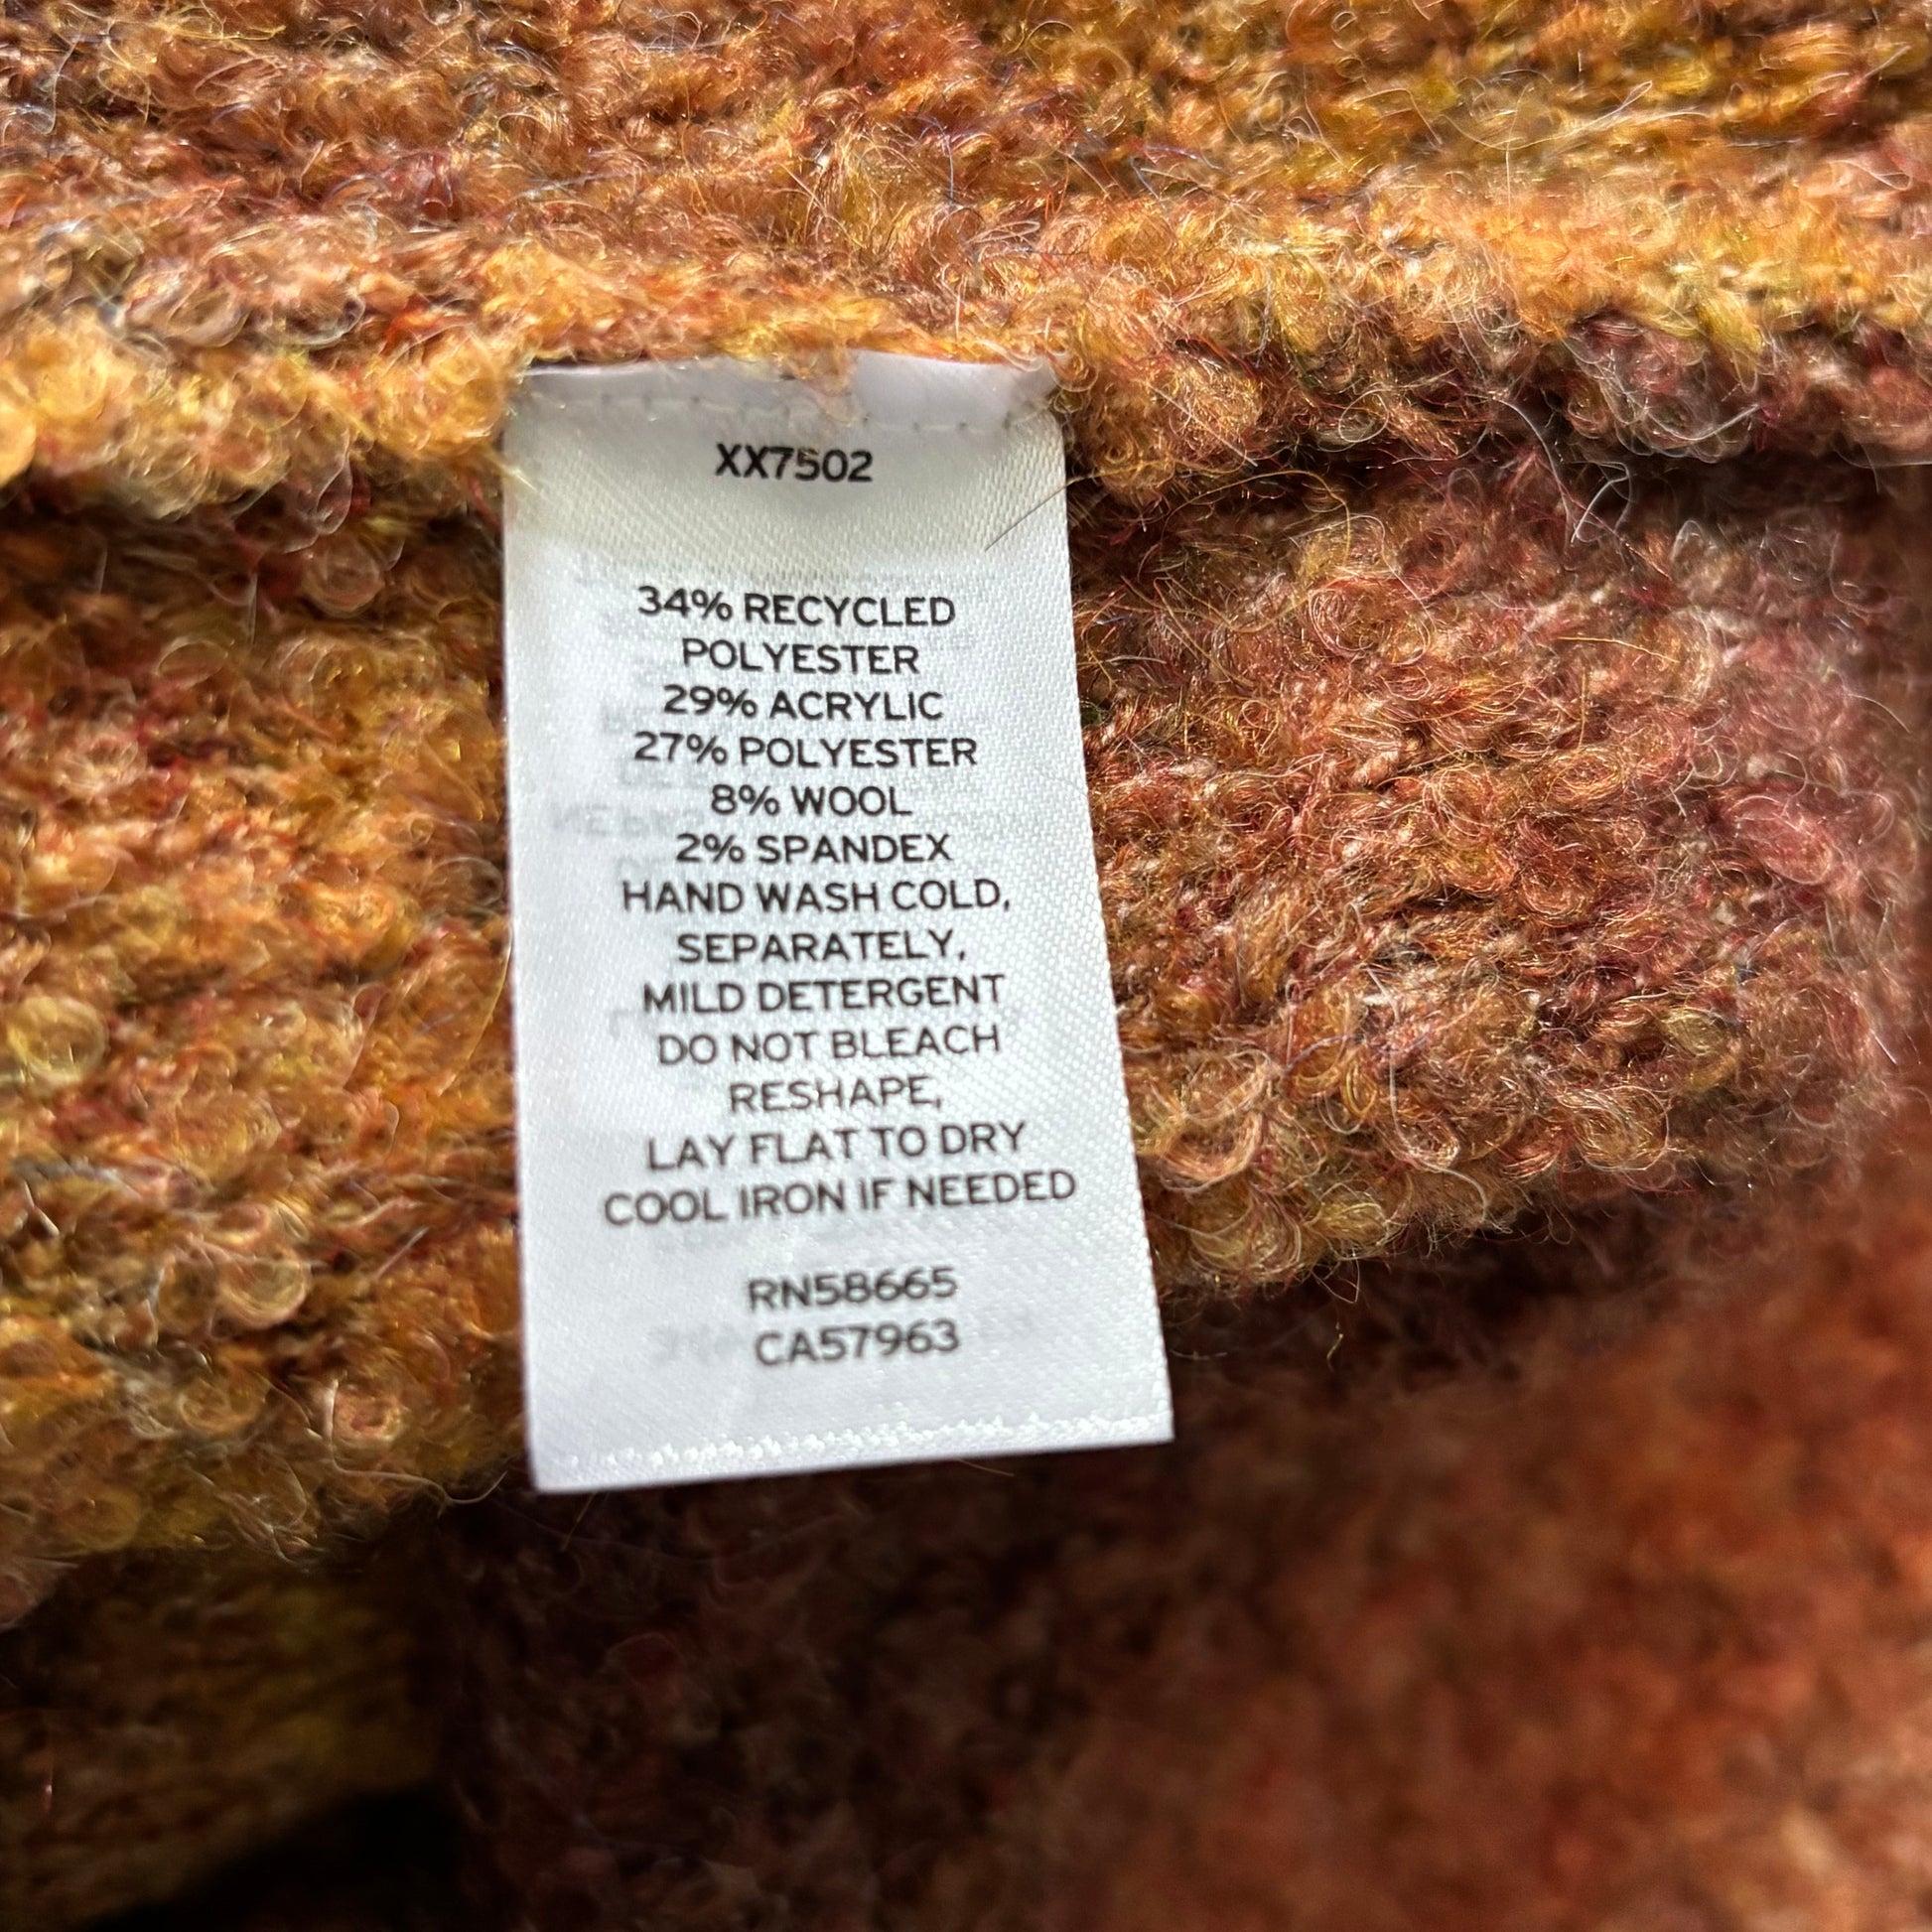 XX7502
34% RECYCLED
POLYESTER
29% ACRYLIC
27% POLYESTER
8% WOOL
2% SPANDEX
HAND WASH COLD,
SEPARATELY,
MILD DETERGENT
DO NOT BLEACH
RESHAPE,
LAY FLAT TO DRY
COOL IRON IF NEEDED
RN58665
CA57963